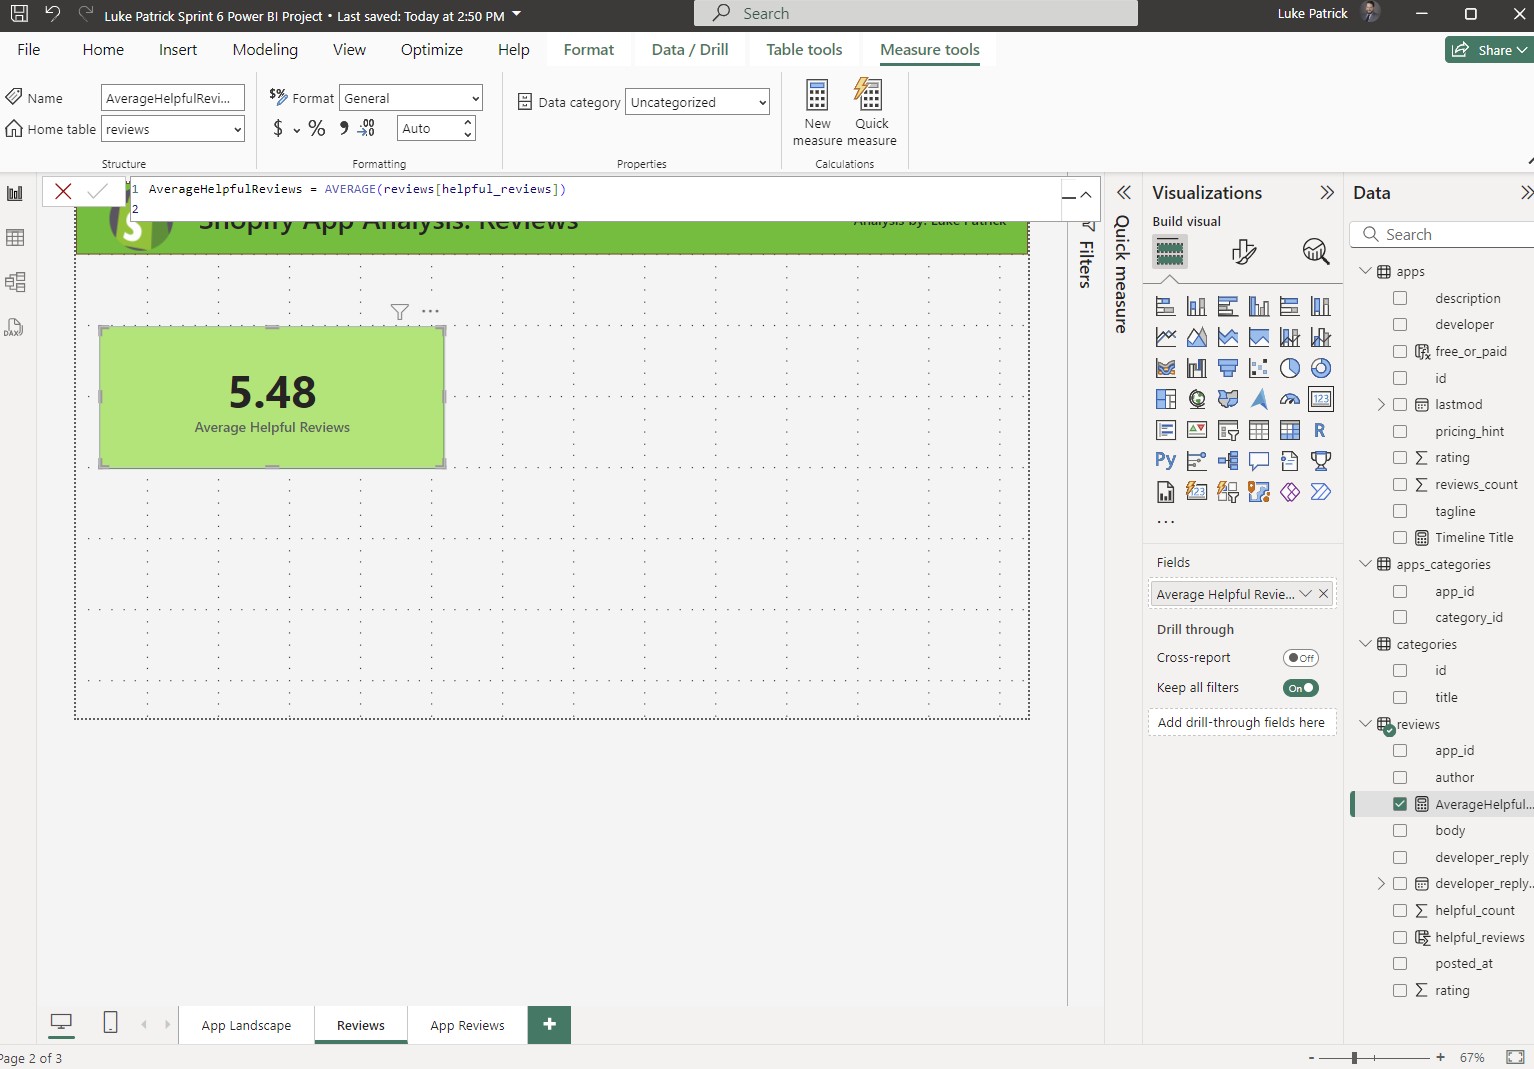 Luke Patrick Sprint 6 Power BI Project • Last saved: Today at 2:50 PM
Search
Luke Patrick
File Home Insert Modeling View Optimize Help Format Data / Drill Table tools Measure tools
Share
Name AverageHelpfulRevi...
Home table reviews
Structure
$% Format General
$ % 9 .00 Auto
Formatting
Data category Uncategorized
Properties
New measure
Quick measure
Calculations
1 AverageHelpfulReviews = AVERAGE(reviews[helpful_reviews])
2
Shopify App Analysis: Reviews
Analysis by: Luke Patrick
5.48
Average Helpful Reviews
Filters
Quick measure
Visualizations
Build visual
123
R
Py
123
...
Fields
Average Helpful Revie...
Drill through
Cross-report Off
Keep all filters On
Add drill-through fields here
Data
Search
apps
description
developer
free_or_paid
id
lastmod
pricing_hint
rating
reviews_count
tagline
Timeline Title
apps_categories
app_id
category_id
categories
id
title
reviews
app_id
author
AverageHelpful...
body
developer_reply
developer_reply...
helpful_count
helpful_reviews
posted_at
rating
DAX
App Landscape Reviews App Reviews +
Page 2 of 3
- + 67%